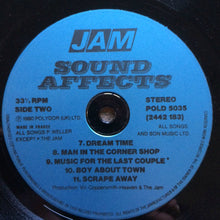 JAM
SOUND
AFFECTS
33⅓ RPM
SIDE TWO
STEREO
POLD 5035
(2442 183)
℗ 1980 POLYDOR (UK) LTD.
MADE IN FRANCE
ALL SONGS P. WELLER
EXCEPT * THE JAM
ALL SONGS
AND SON MUSIC LTD.
7. DREAM TIME
8. MAN IN THE CORNER SHOP
9. MUSIC FOR THE LAST COUPLE *
10. BOY ABOUT TOWN
11. SCRAPE AWAY
Production: Vic Coppersmith-Heaven & The Jam